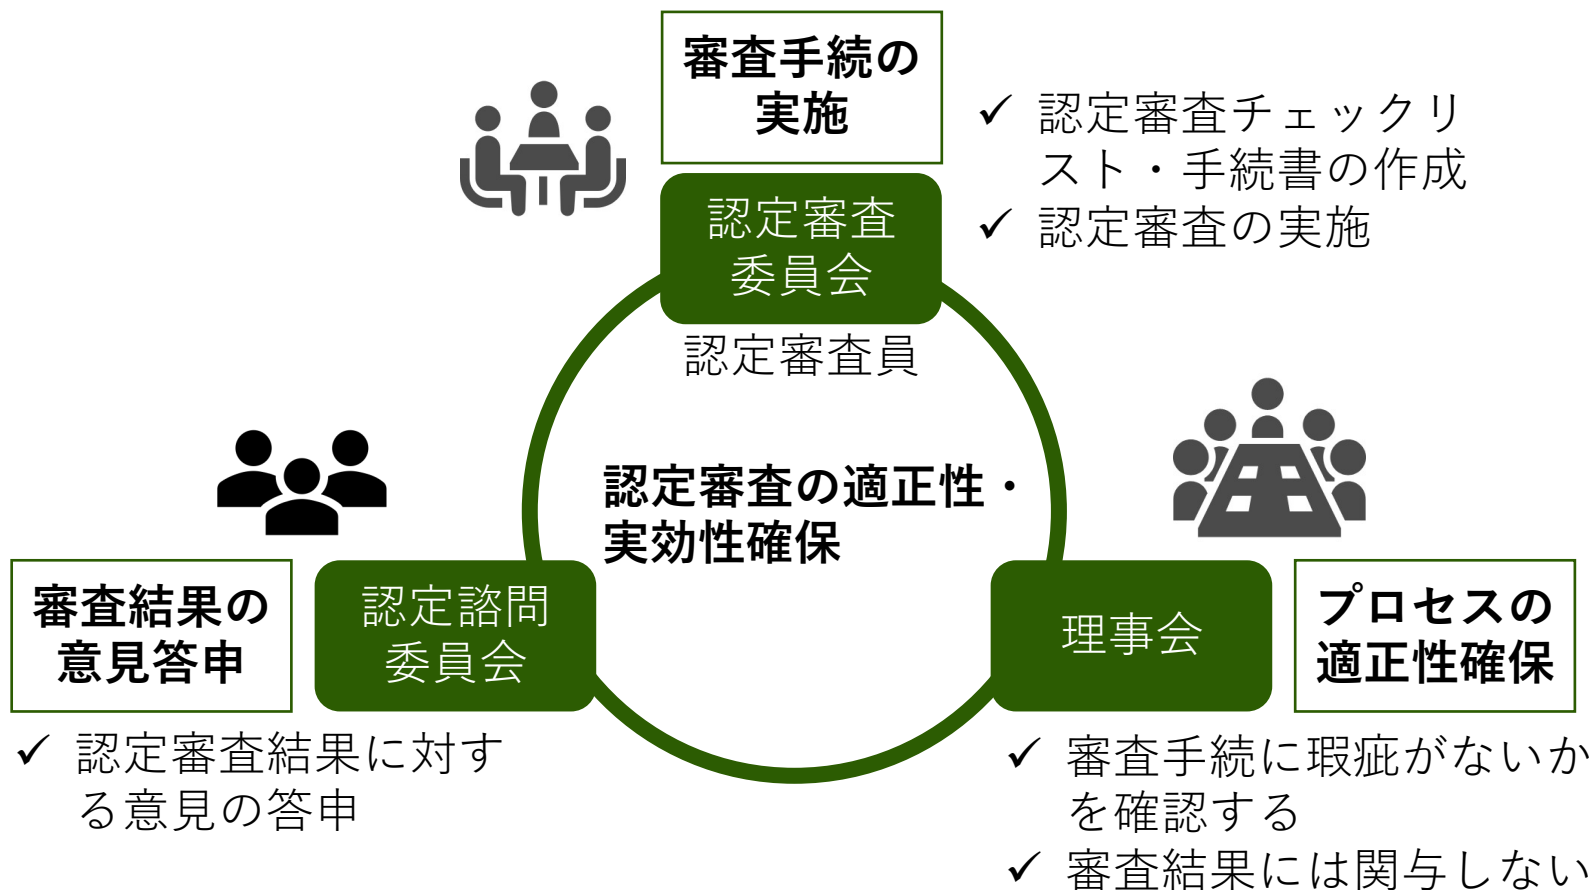 審査手続の
実施
✓ 認定審査チェックリ
スト・手続書の作成
✓ 認定審査の実施
認定審査
委員会
認定審査員
認定審査の適正性・
実効性確保
審査結果の
意見答申
認定諮問
委員会
✓ 認定審査結果に対す
る意見の答申
理事会
プロセスの
適正性確保
✓ 審査手続に瑕疵がないか
を確認する
✓ 審査結果には関与しない